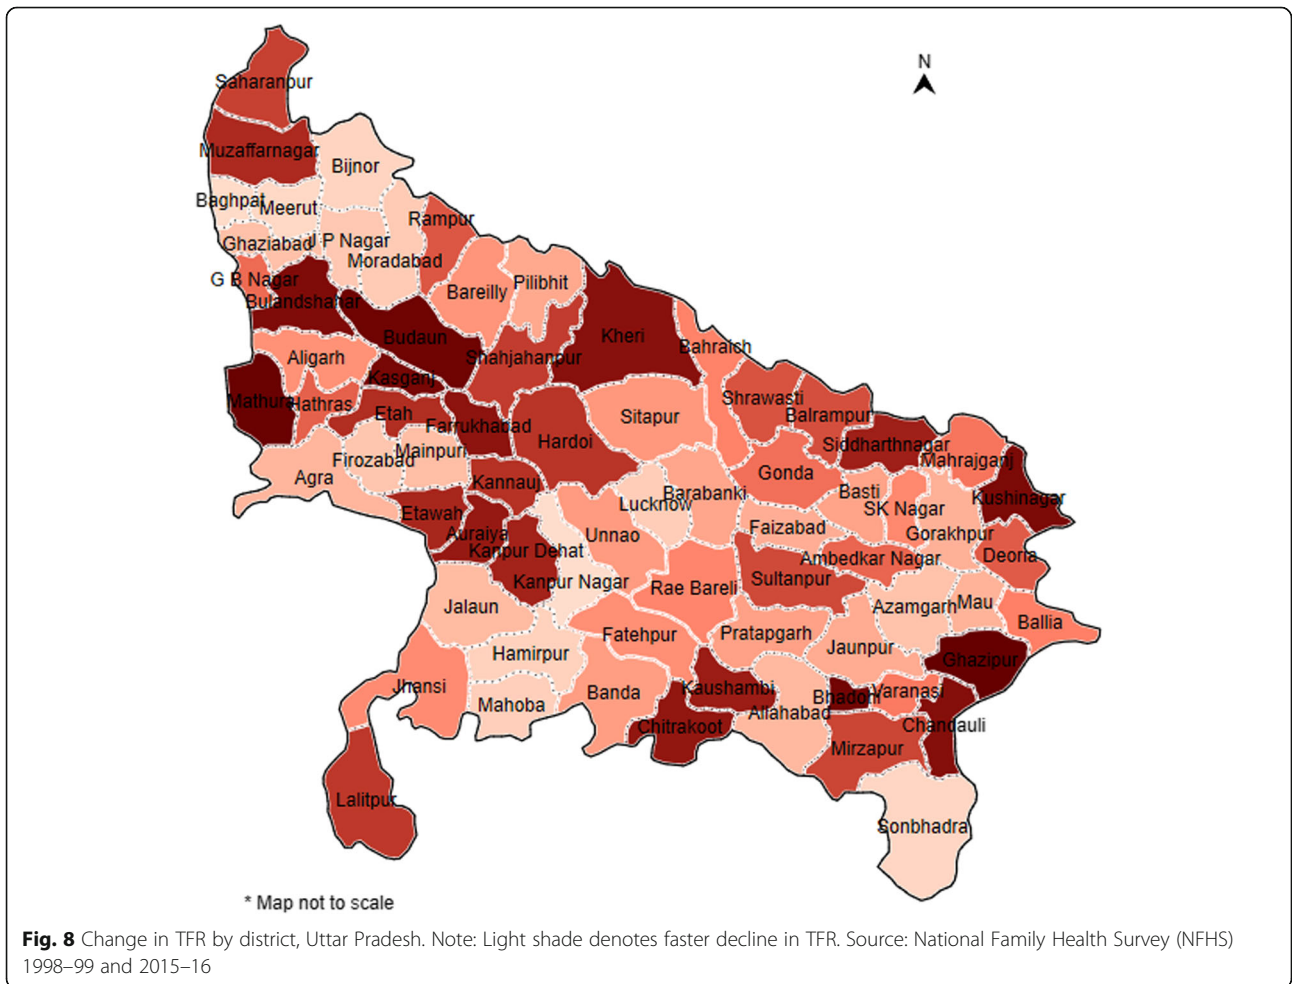 N
Saharanpur
Muzaffarnagar
Bijnor
Baghpat
Meerut
Rampur
Ghaziabad
J P Nagar
Moradabad
G B Nagar
Bulandshahar
Bareilly
Pilibhit
Budaun
Kheri
Bahraich
Aligarh
Shahjahanpur
Kasganj
Mathura
Hathras
Etah
Farrukhabad
Hardoi
Sitapur
Shrawasti
Balrampur
Siddharthnagar
Mahrajganj
Kushinagar
Agra
Firozabad
Mainpuri
Kannauj
Lucknow
Barabanki
Gonda
Basti
SK Nagar
Gorakhpur
Deoria
Etawah
Auraiya
Kanpur Dehat
Unnao
Faizabad
Ambedkar Nagar
Kanpur Nagar
Rae Bareli
Sultanpur
Azamgarh
Mau
Ballia
Jalaun
Fatehpur
Pratapgarh
Jaunpur
Hamirpur
Ghazipur
Jhansi
Mahoba
Banda
Kaushambi
Bhadohi
Varanasi
Chitrakoot
Allahabad
Chandauli
Mirzapur
Lalitpur
Sonbhadra
* Map not to scale
Fig. 8 Change in TFR by district, Uttar Pradesh. Note: Light shade denotes faster decline in TFR. Source: National Family Health Survey (NFHS)
1998–99 and 2015–16